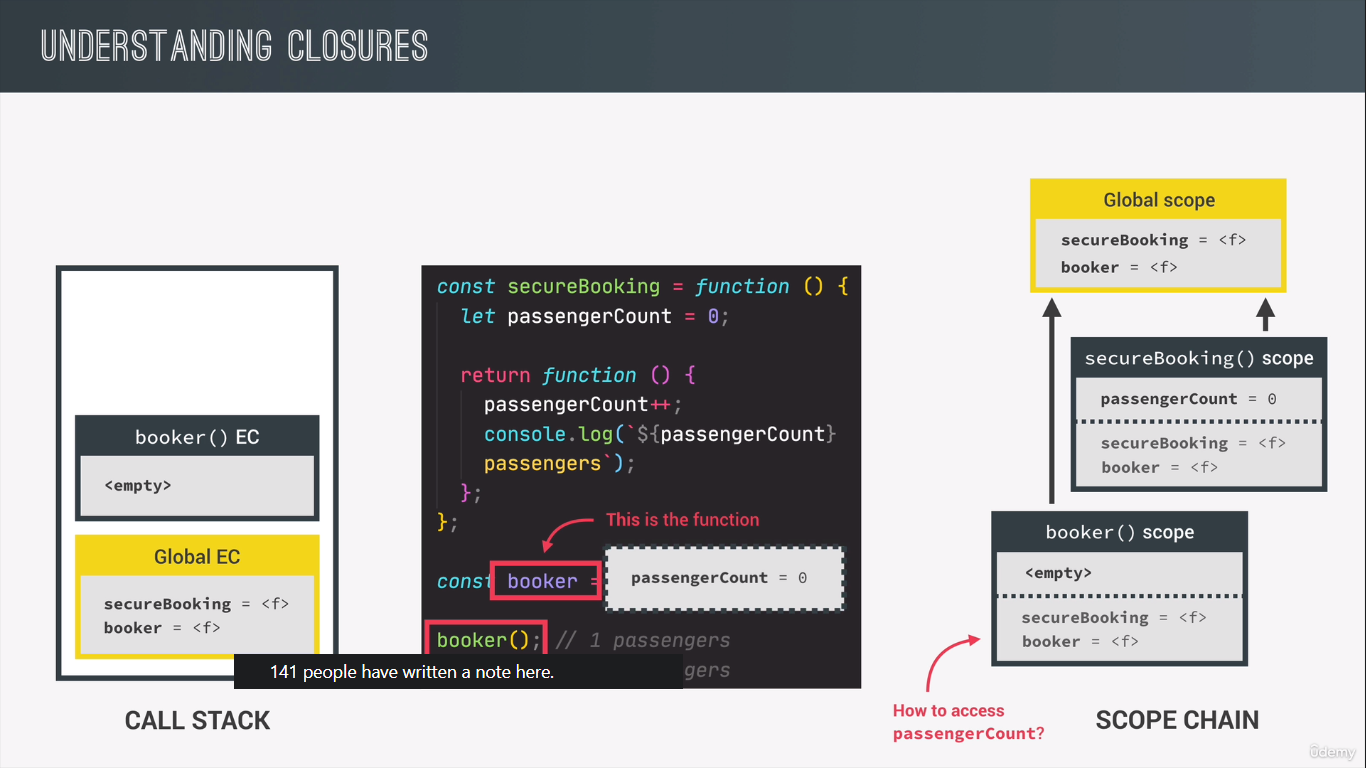 UNDERSTANDING CLOSURES
booker() EC
<empty>
Global EC
secureBooking = <f>
booker = <f>
CALL STACK
const secureBooking = function () {
let passengerCount = 0;
return function () {
passengerCount++;
console.log(`${passengerCount}
passengers`);
};
};
This is the function
const booker =
passengerCount = 0
booker(); // 1 passengers
gers
141 people have written a note here.
Global scope
secureBooking = <f>
booker = <f>
secureBooking() scope
passengerCount = 0
secureBooking = <f>
booker = <f>
booker() scope
<empty>
secureBooking = <f>
booker = <f>
How to access
passengerCount?
SCOPE CHAIN
ûdemy